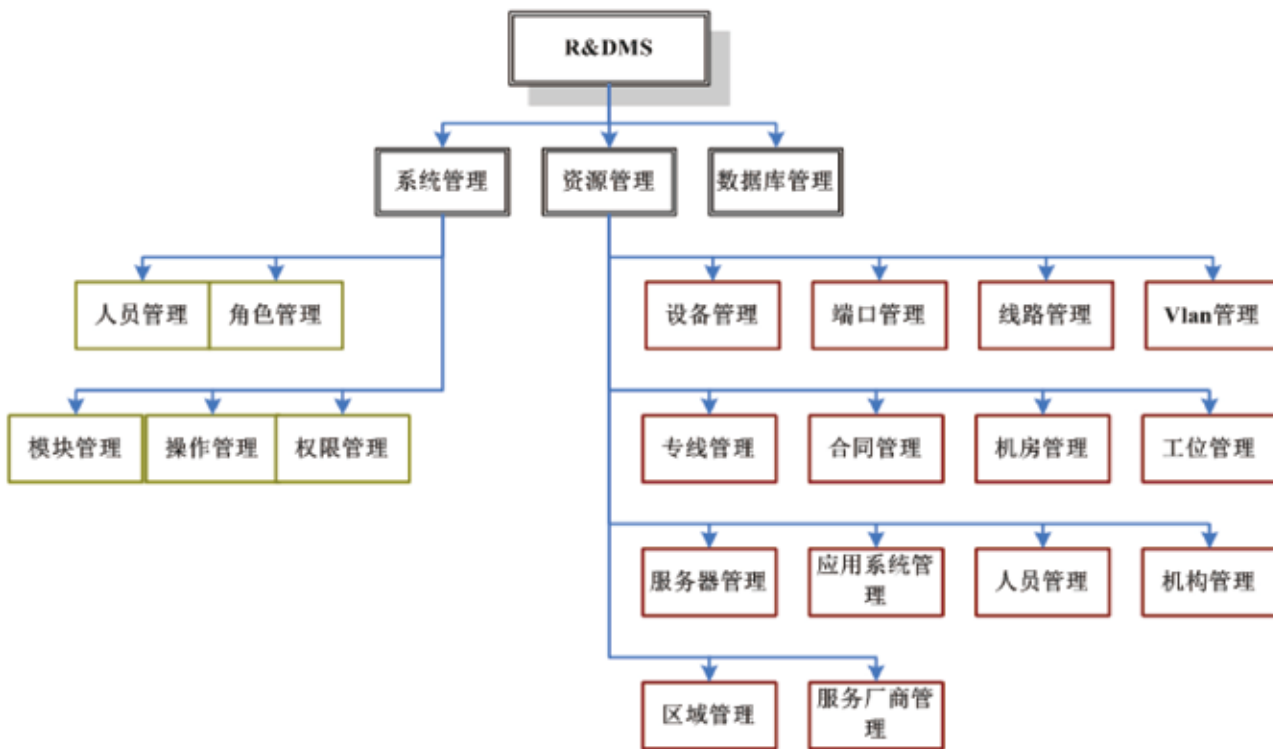 R&DMS
系统管理
资源管理
数据库管理
人员管理
角色管理
设备管理
端口管理
线路管理
Vlan管理
模块管理
操作管理
权限管理
专线管理
合同管理
机房管理
工位管理
服务器管理
应用系统管
理
人员管理
机构管理
区域管理
服务厂商管
理